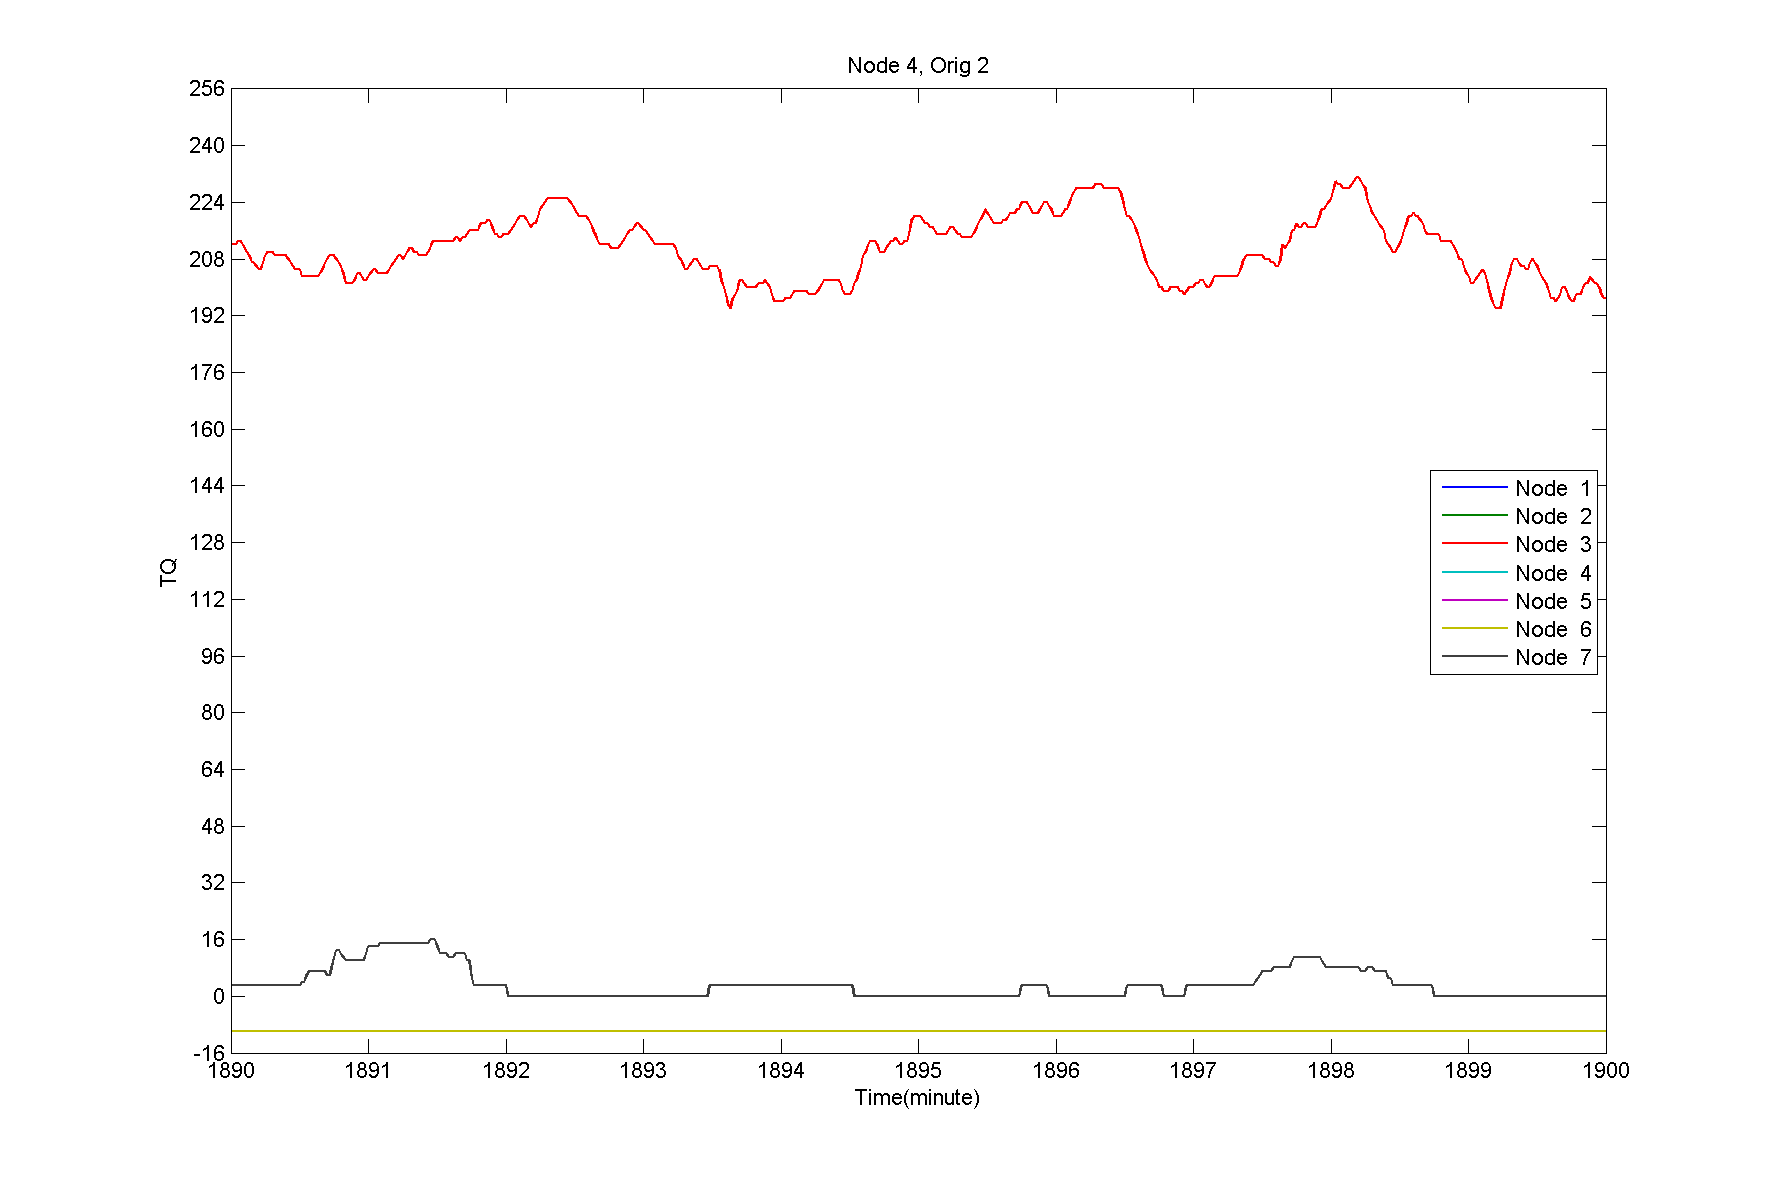 Node 4, Orig 2
256
240
224
208
192
176
160
144
128
112
96
80
64
48
32
16
0
-16
TQ
Node 1
Node 2
Node 3
Node 4
Node 5
Node 6
Node 7
1890 1891 1892 1893 1894 1895 1896 1897 1898 1899 1900
Time(minute)